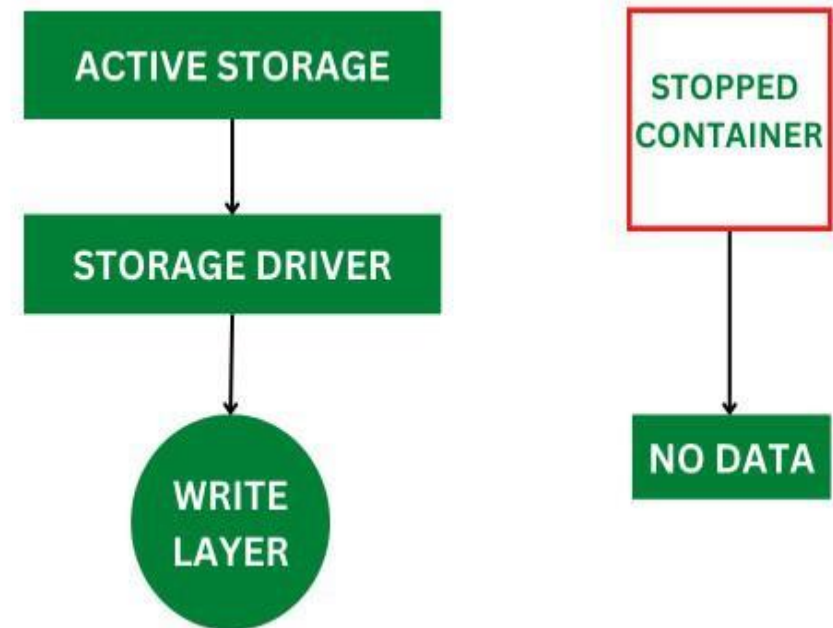 ACTIVE STORAGE
STORAGE DRIVER
WRITE
LAYER
STOPPED
CONTAINER
NO DATA